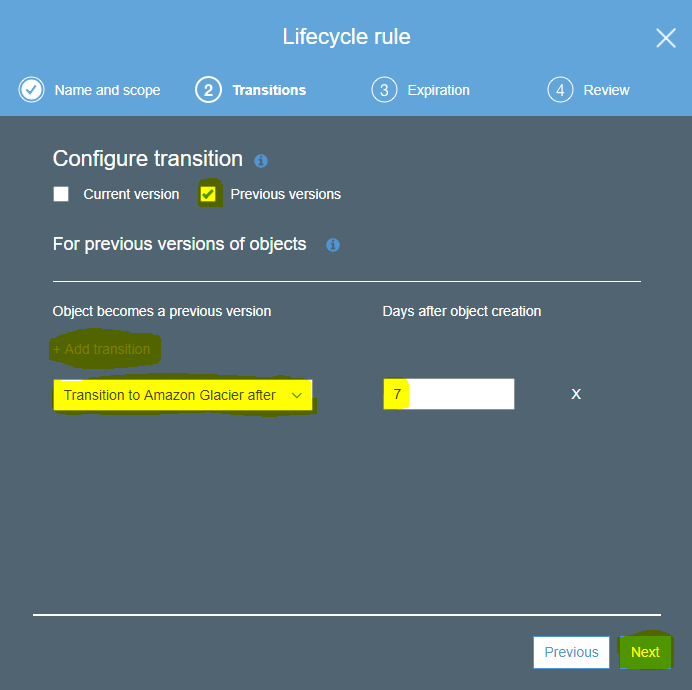 Lifecycle rule
Name and scope 2 Transitions 3 Expiration 4 Review
Configure transition i
Current version Previous versions
For previous versions of objects i
Object becomes a previous version Days after object creation
+ Add transition
Transition to Amazon Glacier after 7 X
Previous Next